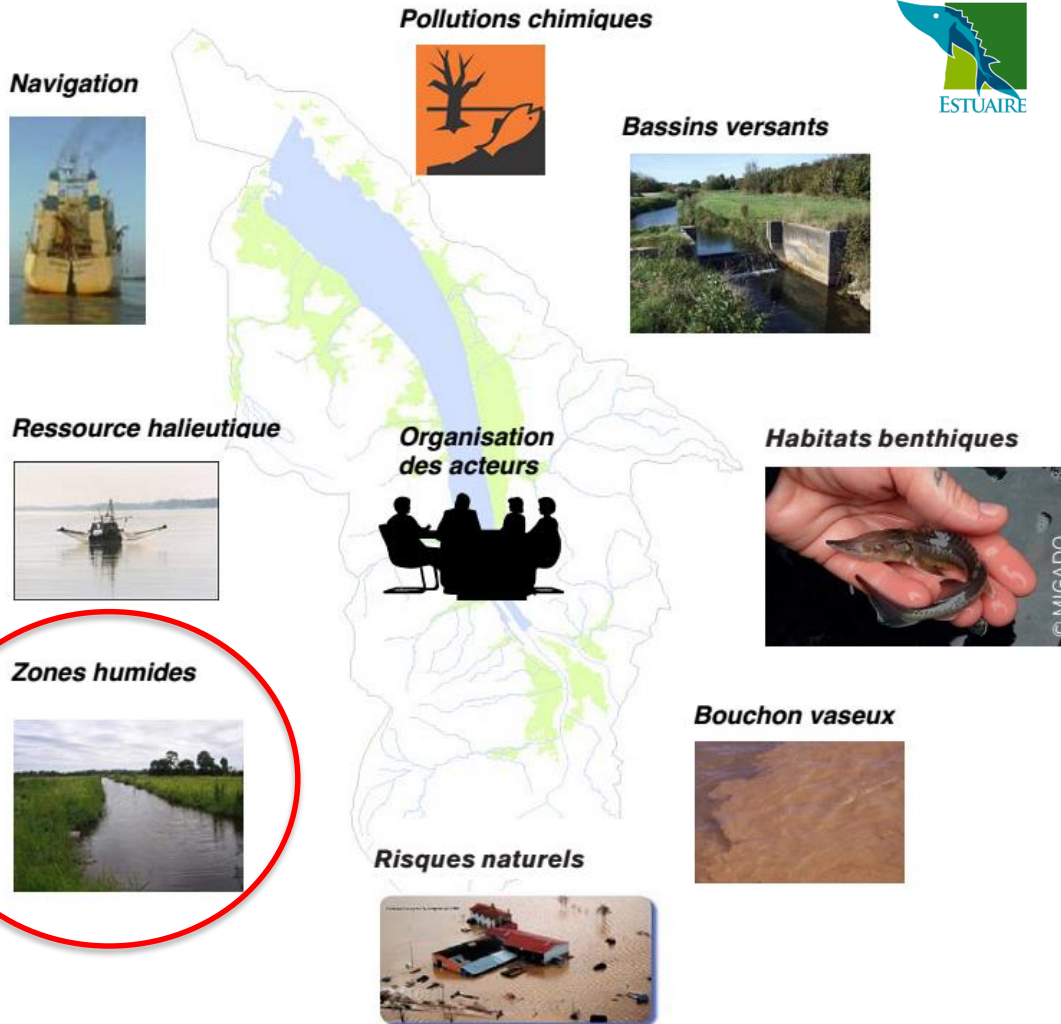 Pollutions chimiques
ESTUAIRE
Navigation
Bassins versants
Ressource halieutique
Organisation
des acteurs
Habitats benthiques
© MIGADO
Zones humides
Bouchon vaseux
Risques naturels